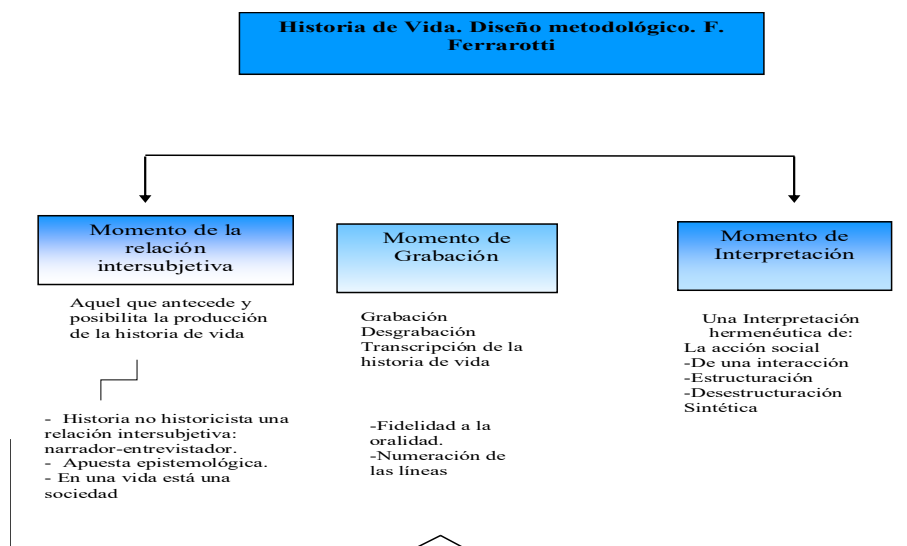 Historia de Vida. Diseño metodológico. F.
Ferrarotti
Momento de la
relación
intersubjetiva
Aquel que antecede y
posibilita la producción
de la historia de vida
- Historia no historicista una
relación intersubjetiva:
narrador-entrevistador.
- Apuesta epistemológica.
- En una vida está una
sociedad
Momento de
Grabación
Grabación
Desgrabación
Transcripción de la
historia de vida
-Fidelidad a la
oralidad.
-Numeración de
las líneas
Momento de
Interpretación
Una Interpretación
hermenéutica de:
La acción social
-De una interacción
-Estructuración
-Desestructuración
Sintética